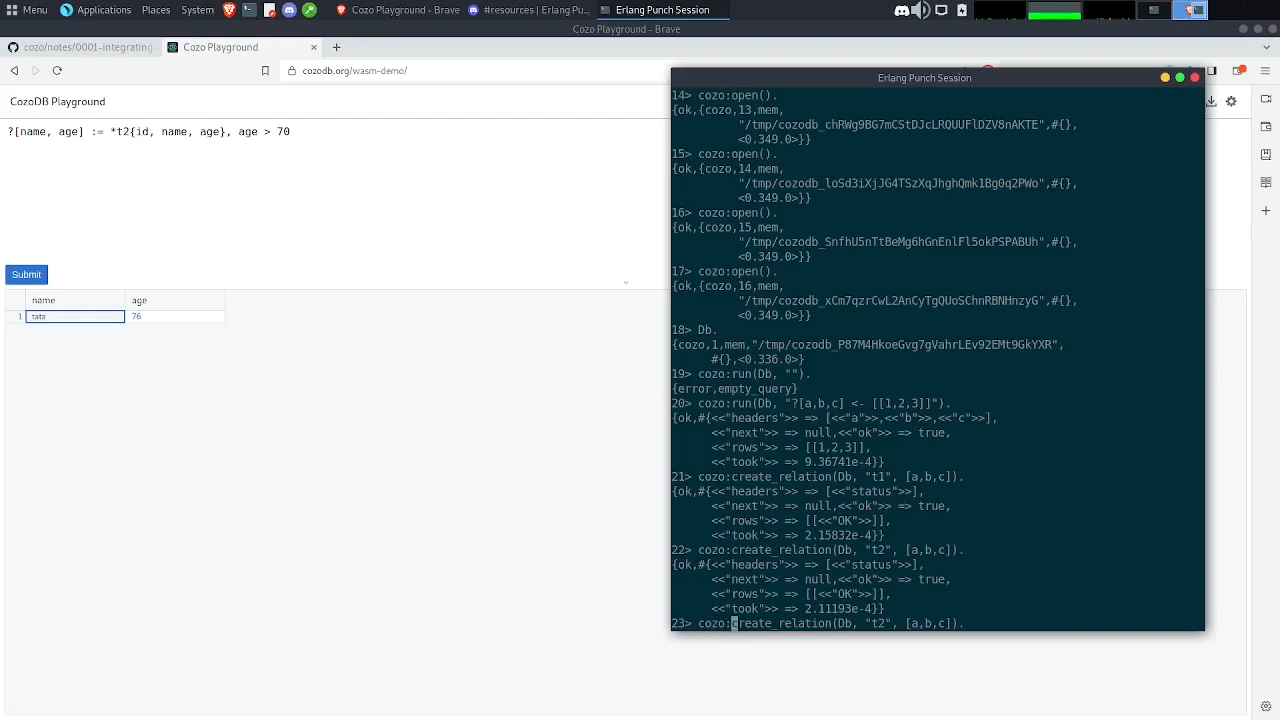 Menu Applications Places System Cozo Playground - Brave #resources | Erlang Pu... Erlang Punch Session
Cozo Playground - Brave
cozo/notes/0001-integrating Cozo Playground
cozodb.org/wasm-demo/
CozoDB Playground
?[name, age] := *t2{id, name, age}, age > 70
Submit
name age
1 tata 76
Erlang Punch Session
14> cozo:open().
{ok,{cozo,13,mem,
"/tmp/cozodb_chRWg9BG7mCStDJcLRQUUFlDZV8nAKTE",#{},
<0.349.0>}}
15> cozo:open().
{ok,{cozo,14,mem,
"/tmp/cozodb_loSd3iXjJG4TSzXqJhghQmk1Bg0q2PWo",#{},
<0.349.0>}}
16> cozo:open().
{ok,{cozo,15,mem,
"/tmp/cozodb_SnfhU5nTtBeMg6hGnEnlFl5okPSPABUh",#{},
<0.349.0>}}
17> cozo:open().
{ok,{cozo,16,mem,
"/tmp/cozodb_xCm7qzrCwL2AnCyTgQUoSChnRBNHnzyG",#{},
<0.349.0>}}
18> Db.
{cozo,1,mem,"/tmp/cozodb_P87M4HkoeGvg7gVahrLEv92EMt9GkYXR",
#{},<0.336.0>}
19> cozo:run(Db, "").
{error,empty_query}
20> cozo:run(Db, "?[a,b,c] <- [[1,2,3]]").
{ok,#{<<"headers">> => [<<"a">>,<<"b">>,<<"c">>],
<<"next">> => null,<<"ok">> => true,
<<"rows">> => [[1,2,3]],
<<"took">> => 9.36741e-4}}
21> cozo:create_relation(Db, "t1", [a,b,c]).
{ok,#{<<"headers">> => [<<"status">>],
<<"next">> => null,<<"ok">> => true,
<<"rows">> => [[<<"OK">>]],
<<"took">> => 2.15832e-4}}
22> cozo:create_relation(Db, "t2", [a,b,c]).
{ok,#{<<"headers">> => [<<"status">>],
<<"next">> => null,<<"ok">> => true,
<<"rows">> => [[<<"OK">>]],
<<"took">> => 2.11193e-4}}
23> cozo:create_relation(Db, "t2", [a,b,c]).